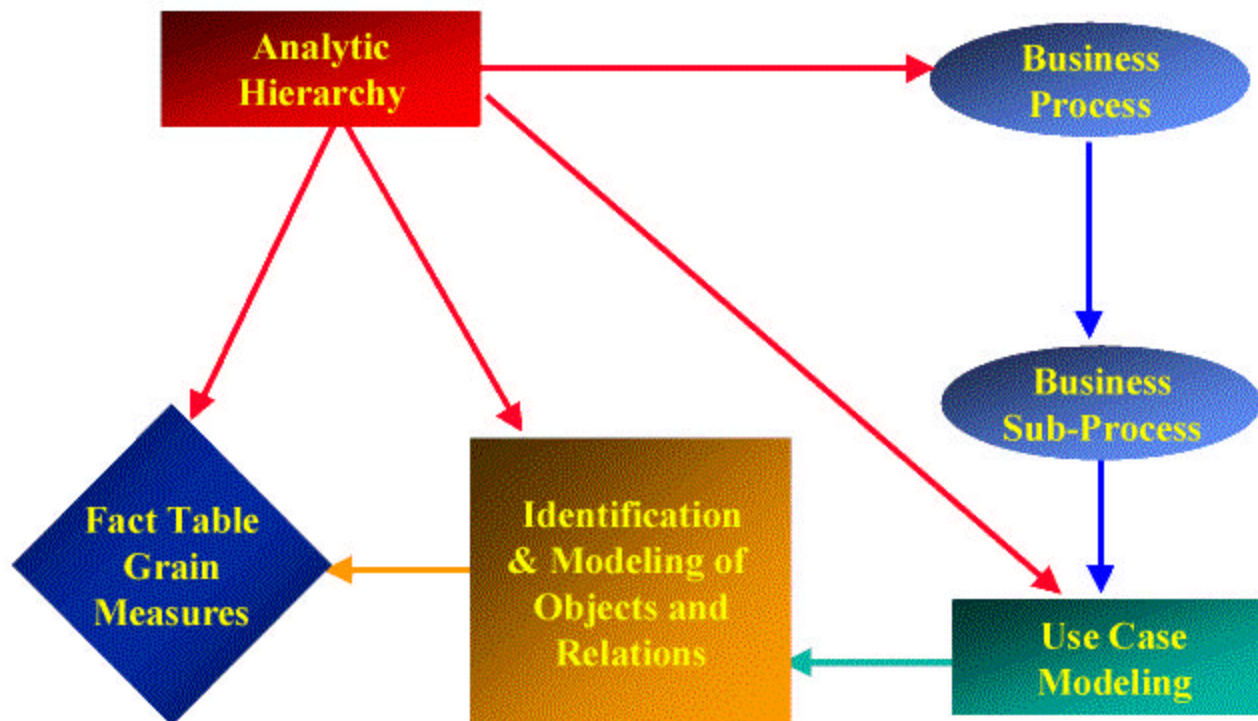 Analytic
Hierarchy
Business
Process
Business
Sub-Process
Fact Table
Grain
Measures
Identification
& Modeling of
Objects and
Relations
Use Case
Modeling